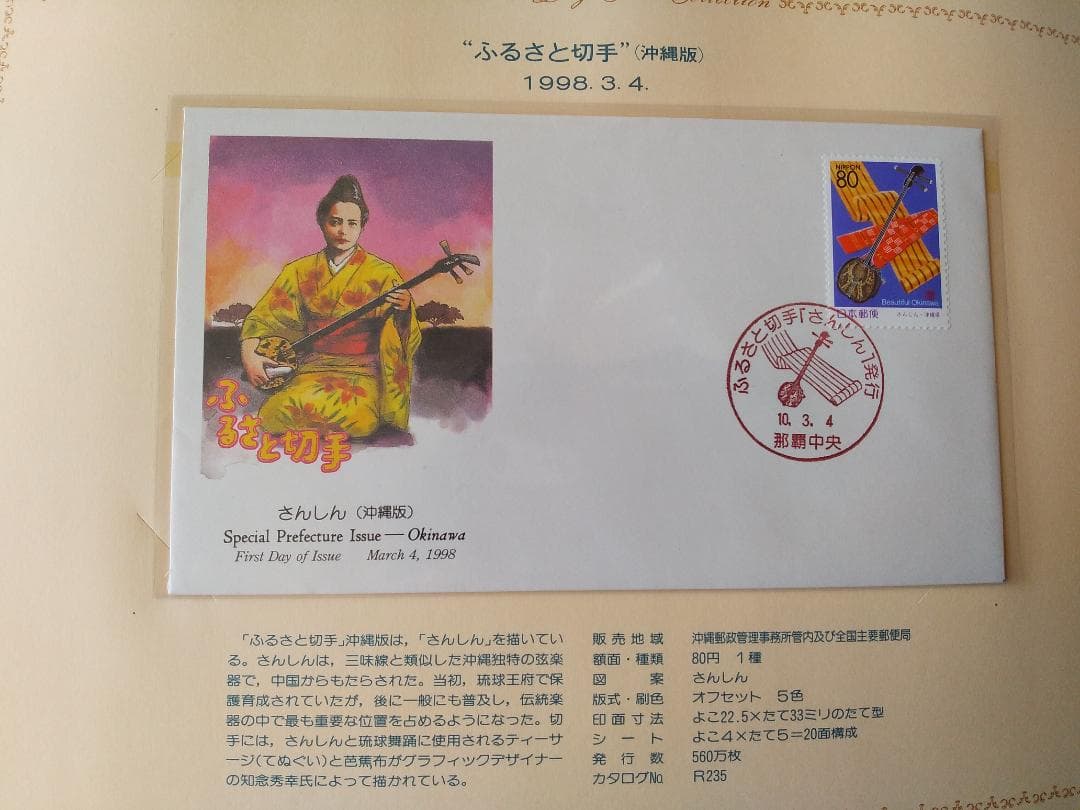 Collection
“ふるさと切手”(沖縄版)
1998. 3. 4.
NIPPON
80
Beautiful Okinawa
日本郵便
さんしん・沖縄県
ふるさと切手「さんしん」発行
10. 3. 4
那覇中央
ふるさと切手
さんしん（沖縄版）
Special Prefecture Issue — Okinawa
First Day of Issue March 4, 1998
「ふるさと切手」沖縄版は，「さんしん」を描いてい
る。さんしんは，三味線と類似した沖縄独特の弦楽
器で，中国からもたらされた。当初，琉球王府で保
護育成されていたが，後に一般にも普及し，伝統楽
器の中で最も重要な位置を占めるようになった。切
手には，さんしんと琉球舞踊に使用されるティーサ
ージ(てぬぐい)と芭蕉布がグラフィックデザイナー
の知念秀幸氏によって描かれている。
販売地域 沖縄郵政管理事務所管内及び全国主要郵便局
額面・種類 80円 1種
図案 さんしん
版式・刷色 オフセット 5色
印面寸法 よこ22.5×たて33ミリのたて型
シート よこ4×たて5＝20面構成
発行数 560万枚
カタログ№ R235